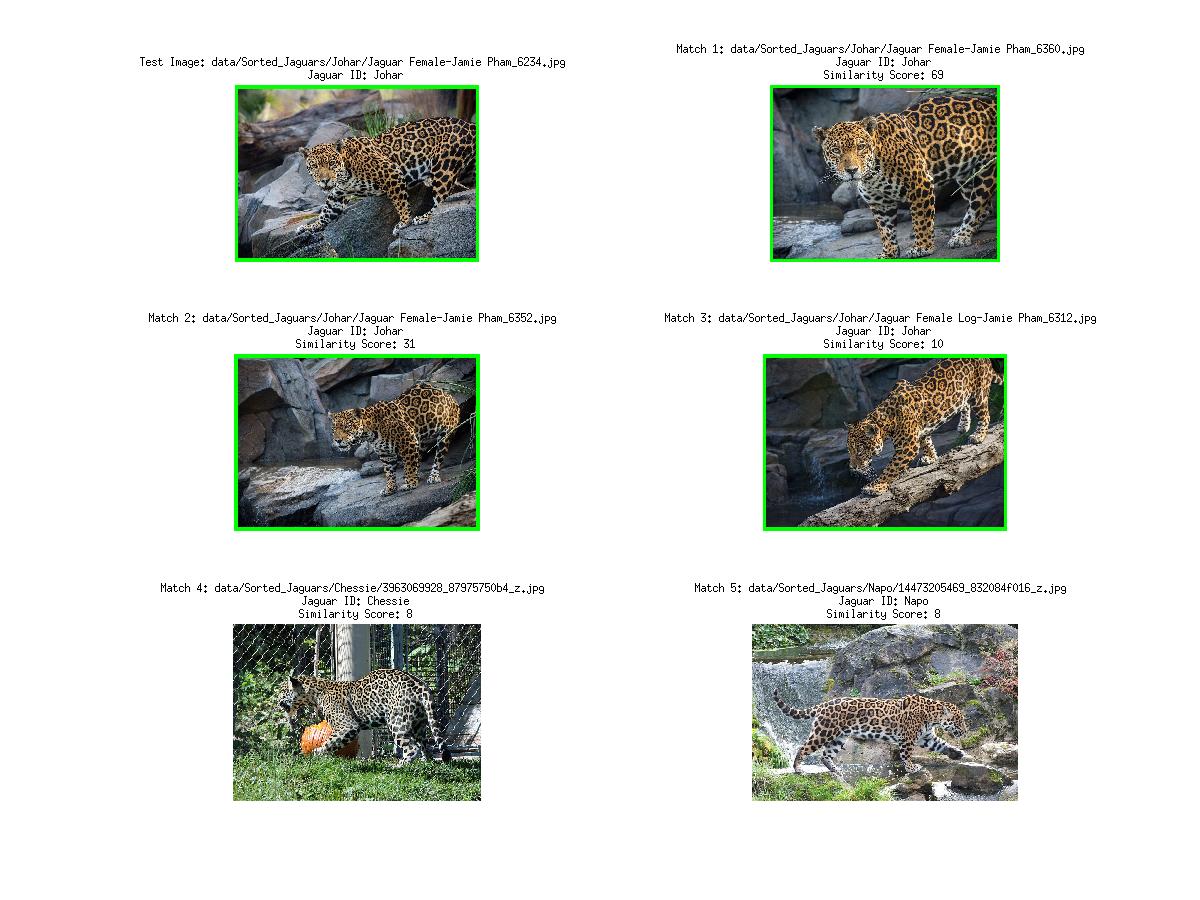 Test Image: data/Sorted_Jaguars/Johar/Jaguar Female-Jamie Pham_6234.jpg
Jaguar ID: Johar
Match 1: data/Sorted_Jaguars/Johar/Jaguar Female-Jamie Pham_6360.jpg
Jaguar ID: Johar
Similarity Score: 69
Match 2: data/Sorted_Jaguars/Johar/Jaguar Female-Jamie Pham_6352.jpg
Jaguar ID: Johar
Similarity Score: 31
Match 3: data/Sorted_Jaguars/Johar/Jaguar Female Log-Jamie Pham_6312.jpg
Jaguar ID: Johar
Similarity Score: 10
Match 4: data/Sorted_Jaguars/Chessie/3963069928_87975750b4_z.jpg
Jaguar ID: Chessie
Similarity Score: 8
Match 5: data/Sorted_Jaguars/Napo/14473205469_832084f016_z.jpg
Jaguar ID: Napo
Similarity Score: 8